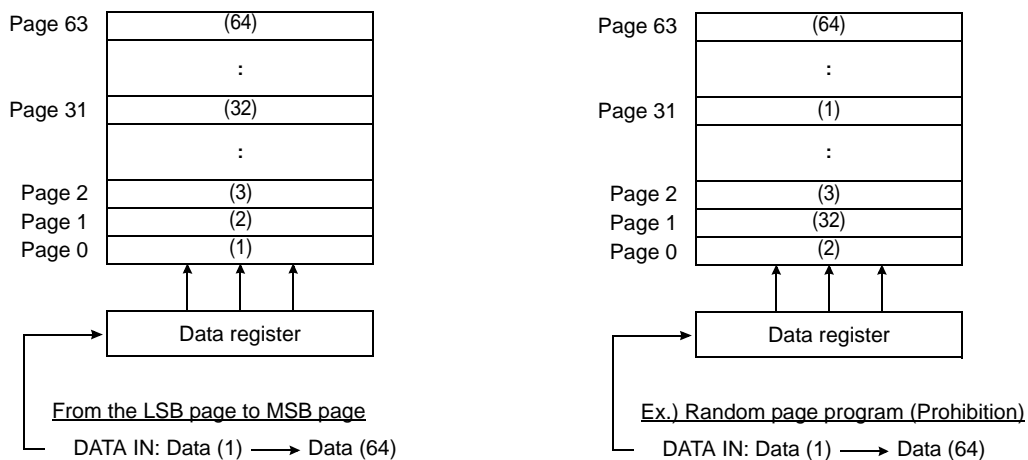 Page 63 (64)
:
Page 31 (32)
:
Page 2 (3)
Page 1 (2)
Page 0 (1)
Data register
From the LSB page to MSB page
DATA IN: Data (1) Data (64)
Page 63 (64)
:
Page 31 (1)
:
Page 2 (3)
Page 1 (32)
Page 0 (2)
Data register
Ex.) Random page program (Prohibition)
DATA IN: Data (1) Data (64)